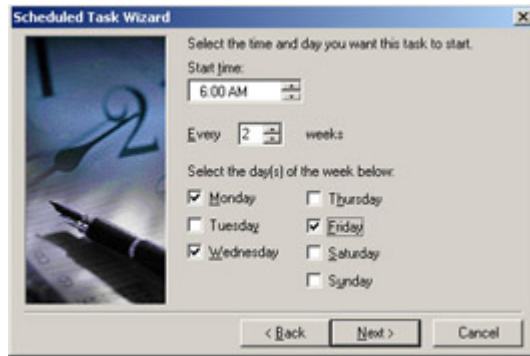 Scheduled Task Wizard
Select the time and day you want this task to start.
Start time:
6:00 AM
Every 2 weeks
Select the day(s) of the week below:
Monday Thursday
Tuesday Friday
Wednesday Saturday
Sunday
< Back Next > Cancel